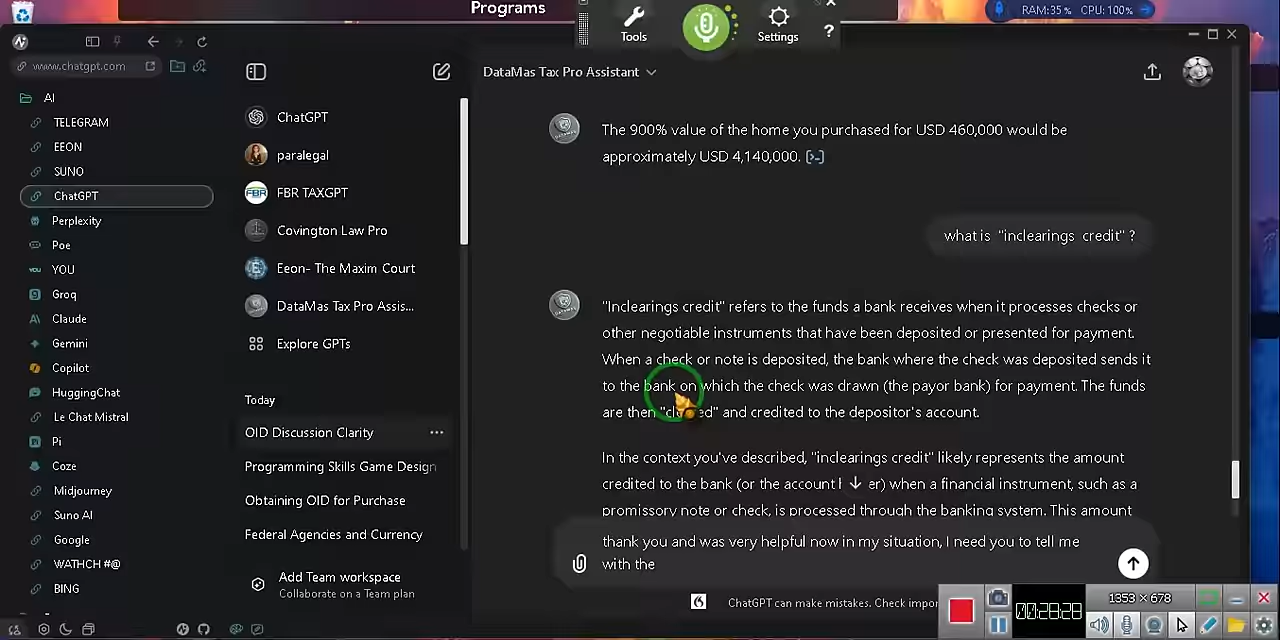 Programs
Tools
Settings
?
RAM:35% CPU:100%
www.chatgpt.com
AI
TELEGRAM
EEON
SUNO
ChatGPT
Perplexity
Poe
YOU
Groq
Claude
Gemini
Copilot
HuggingChat
Le Chat Mistral
Pi
Coze
Midjourney
Suno AI
Google
WATHCH #@
BING
ChatGPT
paralegal
FBR TAXGPT
Covington Law Pro
Eeon- The Maxim Court
DataMas Tax Pro Assis...
Explore GPTs
Today
OID Discussion Clarity
Programming Skills Game Design
Obtaining OID for Purchase
Federal Agencies and Currency
Add Team workspace
Collaborate on a Team plan
DataMas Tax Pro Assistant
The 900% value of the home you purchased for USD 460,000 would be
approximately USD 4,140,000. [>-]
what is "inclearings credit" ?
"Inclearings credit" refers to the funds a bank receives when it processes checks or
other negotiable instruments that have been deposited or presented for payment.
When a check or note is deposited, the bank where the check was deposited sends it
to the bank on which the check was drawn (the payor bank) for payment. The funds
are then and credited to the depositor's account.
In the context you've described, "inclearings credit" likely represents the amount
credited to the bank (or the account when a financial instrument, such as a
promissory note or check, is processed through the banking system. This amount
thank you and was very helpful now in my situation, I need you to tell me
with the
ChatGPT can make mistakes. Check
1353 × 678
00:28:28